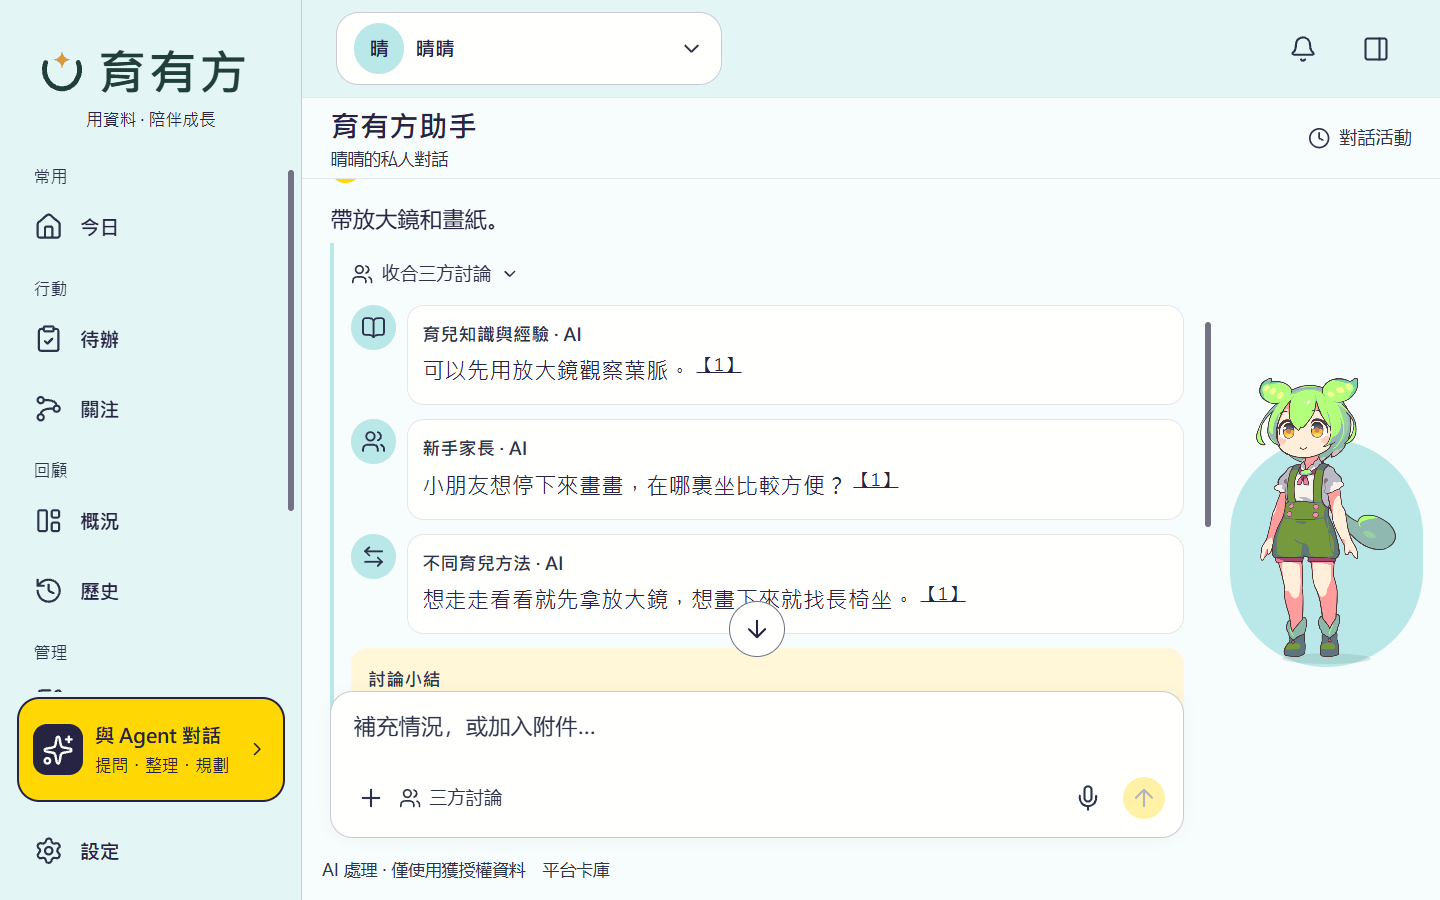 育有方
用資料 · 陪伴成長
常用
今日
行動
待辦
關注
回顧
概況
歷史
管理
與 Agent 對話
提問 · 整理 · 規劃
設定
晴 晴晴
育有方助手
晴晴的私人對話
對話活動
帶放大鏡和畫紙。
收合三方討論
育兒知識與經驗 · AI
可以先用放大鏡觀察葉脈。【1】
新手家長 · AI
小朋友想停下來畫畫，在哪裏坐比較方便？【1】
不同育兒方法 · AI
想走走看看就先拿放大鏡，想畫下來就找長椅坐。【1】
討論小結
補充情況，或加入附件...
三方討論
AI 處理 · 僅使用獲授權資料 平台卡庫